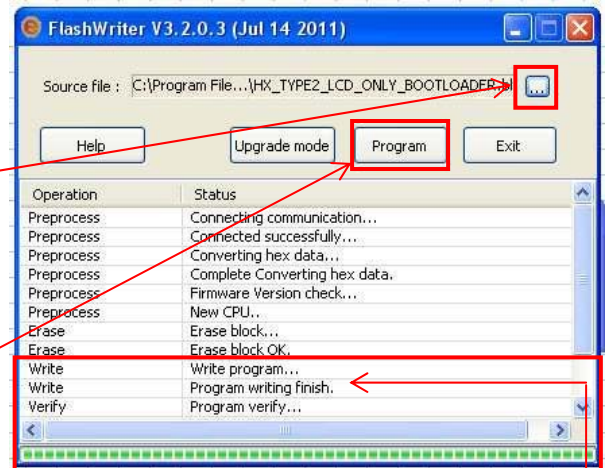 FlashWriter V3.2.0.3 (Jul 14 2011)
Source file : C:\Program File...\HX_TYPE2_LCD_ONLY_BOOTLOADER.bl ...
Help Upgrade mode Program Exit
Operation Status
Preprocess Connecting communication...
Preprocess Connected successfully...
Preprocess Converting hex data...
Preprocess Complete Converting hex data.
Preprocess Firmware Version check...
Preprocess New CPU..
Erase Erase block...
Erase Erase block OK.
Write Write program...
Write Program writing finish.
Verify Program verify...